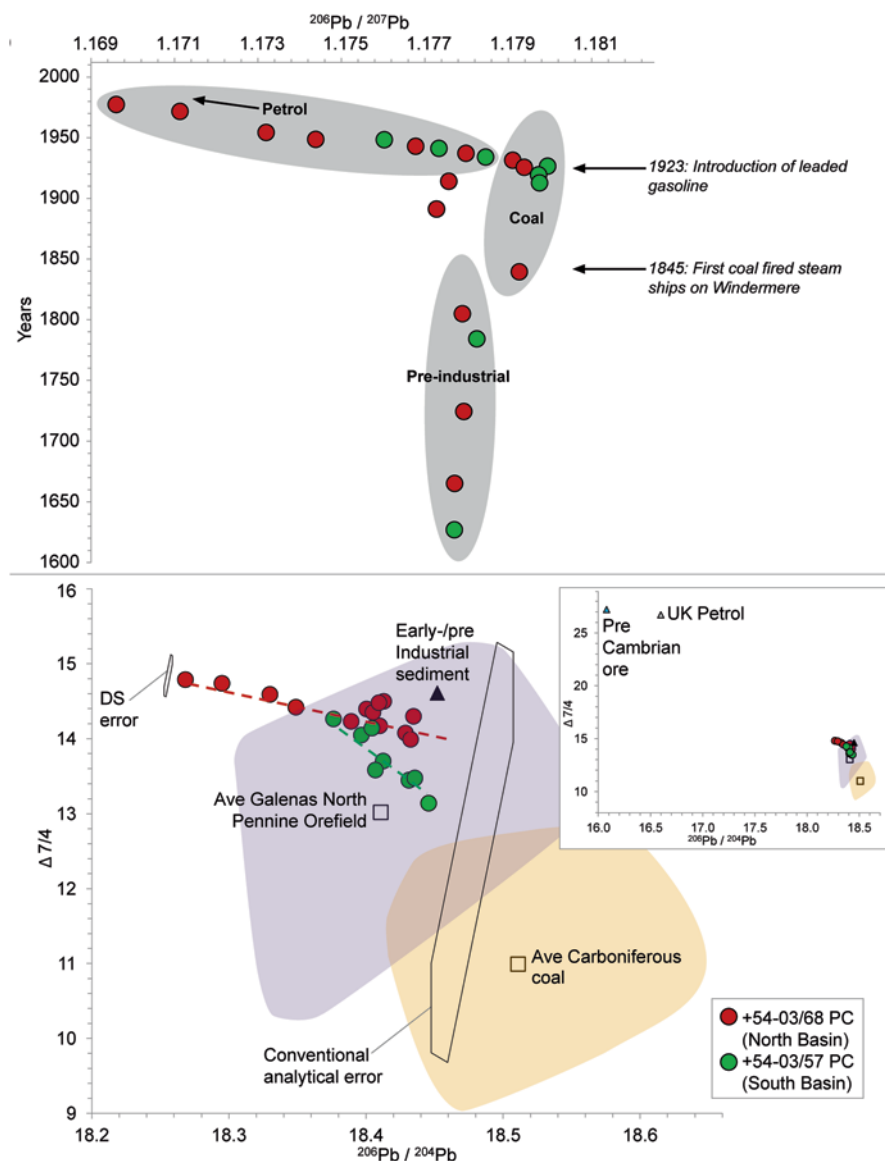 206Pb / 207Pb
1.169 1.171 1.173 1.175 1.177 1.179 1.181
2000
1950
1900
1850
1800
1750
1700
1650
1600
Years
Petrol
Coal
Pre-industrial
1923: Introduction of leaded
gasoline
1845: First coal fired steam
ships on Windermere
16
15
14
13
12
11
10
9
Δ 7/4
18.2 18.3 18.4 18.5 18.6
206Pb / 204Pb
DS
error
Early-/pre
Industrial
sediment
Ave Galenas North
Pennine Orefield
Ave Carboniferous
coal
Conventional
analytical error
25
20
15
10
Δ 7/4
16.0 16.5 17.0 17.5 18.0 18.5
206Pb / 204Pb
Pre
Cambrian
ore
UK Petrol
+54-03/68 PC
(North Basin)
+54-03/57 PC
(South Basin)